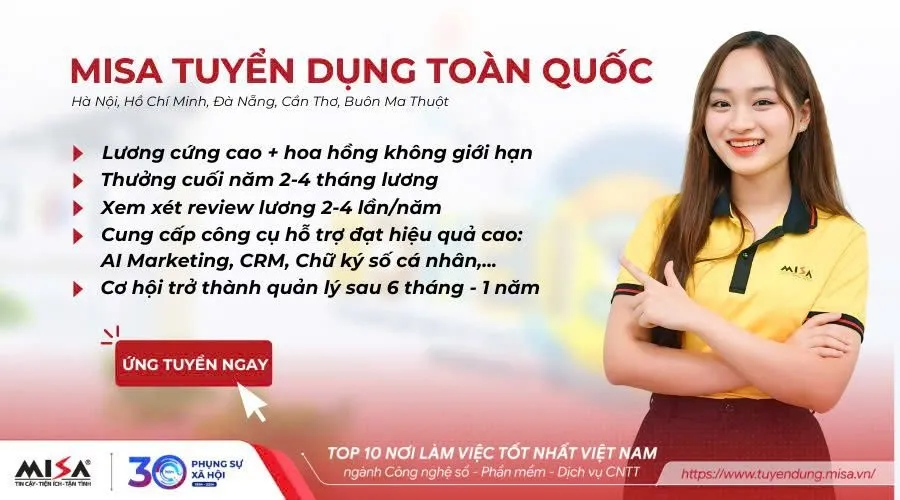 MISA TUYỂN DỤNG TOÀN QUỐC
Hà Nội, Hồ Chí Minh, Đà Nẵng, Cần Thơ, Buôn Ma Thuột
Lương cứng cao + hoa hồng không giới hạn
Thưởng cuối năm 2-4 tháng lương
Xem xét review lương 2-4 lần/năm
Cung cấp công cụ hỗ trợ đạt hiệu quả cao:
AI Marketing, CRM, Chữ ký số cá nhân,...
Cơ hội trở thành quản lý sau 6 tháng - 1 năm
MISA
ỨNG TUYỂN NGAY
MISA®
TIN CẬY-TIỆN ÍCH-TẬN TÌNH
30
PHỤNG SỰ
XÃ HỘI
1994 - 2024
TOP 10 NƠI LÀM VIỆC TỐT NHẤT VIỆT NAM
ngành Công nghệ số - Phần mềm - Dịch vụ CNTT
https://www.tuyendung.misa.vn/